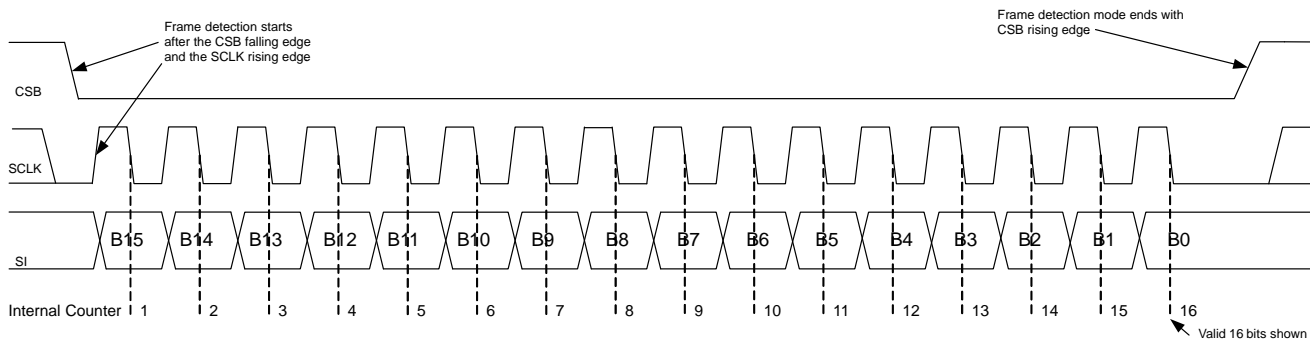 Frame detection starts
after the CSB falling edge
and the SCLK rising edge
Frame detection mode ends with
CSB rising edge
CSB
SCLK
SI
B15 B14 B13 B12 B11 B10 B9 B8 B7 B6 B5 B4 B3 B2 B1 B0
Internal Counter 1 2 3 4 5 6 7 8 9 10 11 12 13 14 15 16
Valid 16 bits shown